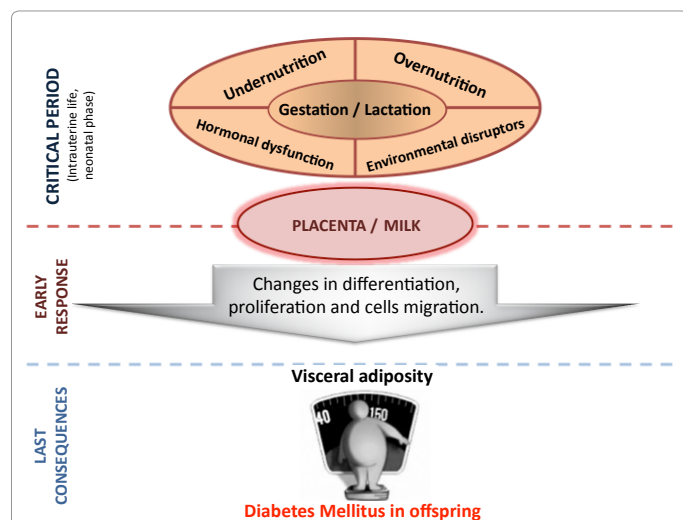 CRITICAL PERIOD
(Intrauterine life,
neonatal phase)
Undernutrition
Overnutrition
Gestation / Lactation
Hormonal dysfunction
Environmental disruptors
PLACENTA / MILK
EARLY
RESPONSE
Changes in differentiation,
proliferation and cells migration.
LAST
CONSEQUENCES
Visceral adiposity
40
150
Diabetes Mellitus in offspring